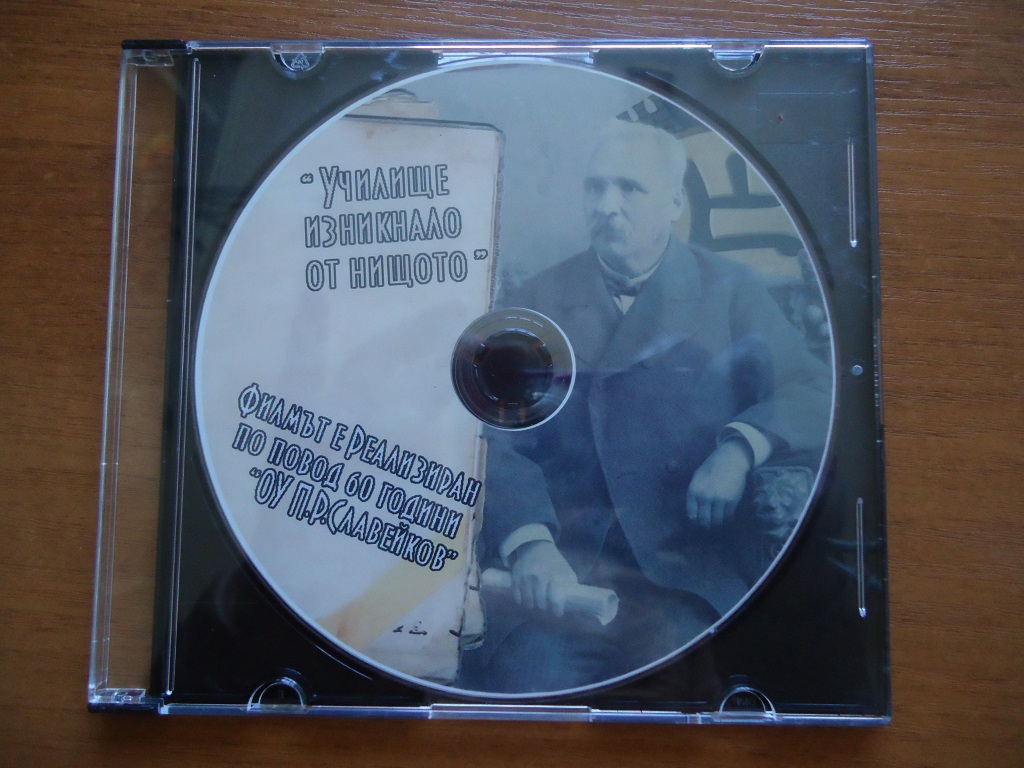 “Училище
изникнало
от нищото”
Филмът е Реализиран
по повод 60 години
“ОУ П.Р.Славейков”